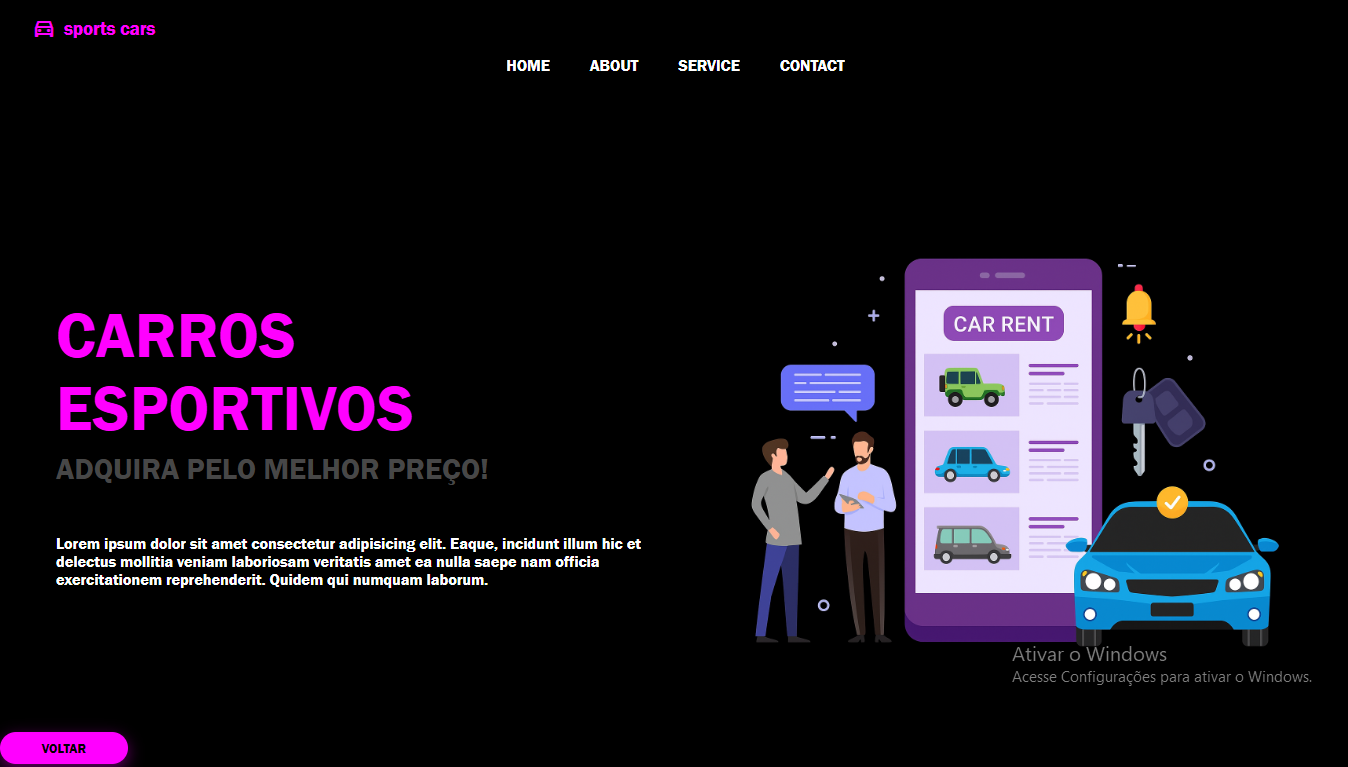 sports cars
HOME ABOUT SERVICE CONTACT
CARROS
ESPORTIVOS
ADQUIRA PELO MELHOR PREÇO!
Lorem ipsum dolor sit amet consectetur adipisicing elit. Eaque, incidunt illum hic et
delectus mollitia veniam laboriosam veritatis amet ea nulla saepe nam officia
exercitationem reprehenderit. Quidem qui numquam laborum.
CAR RENT
Ativar o Windows
Acesse Configurações para ativar o Windows.
VOLTAR